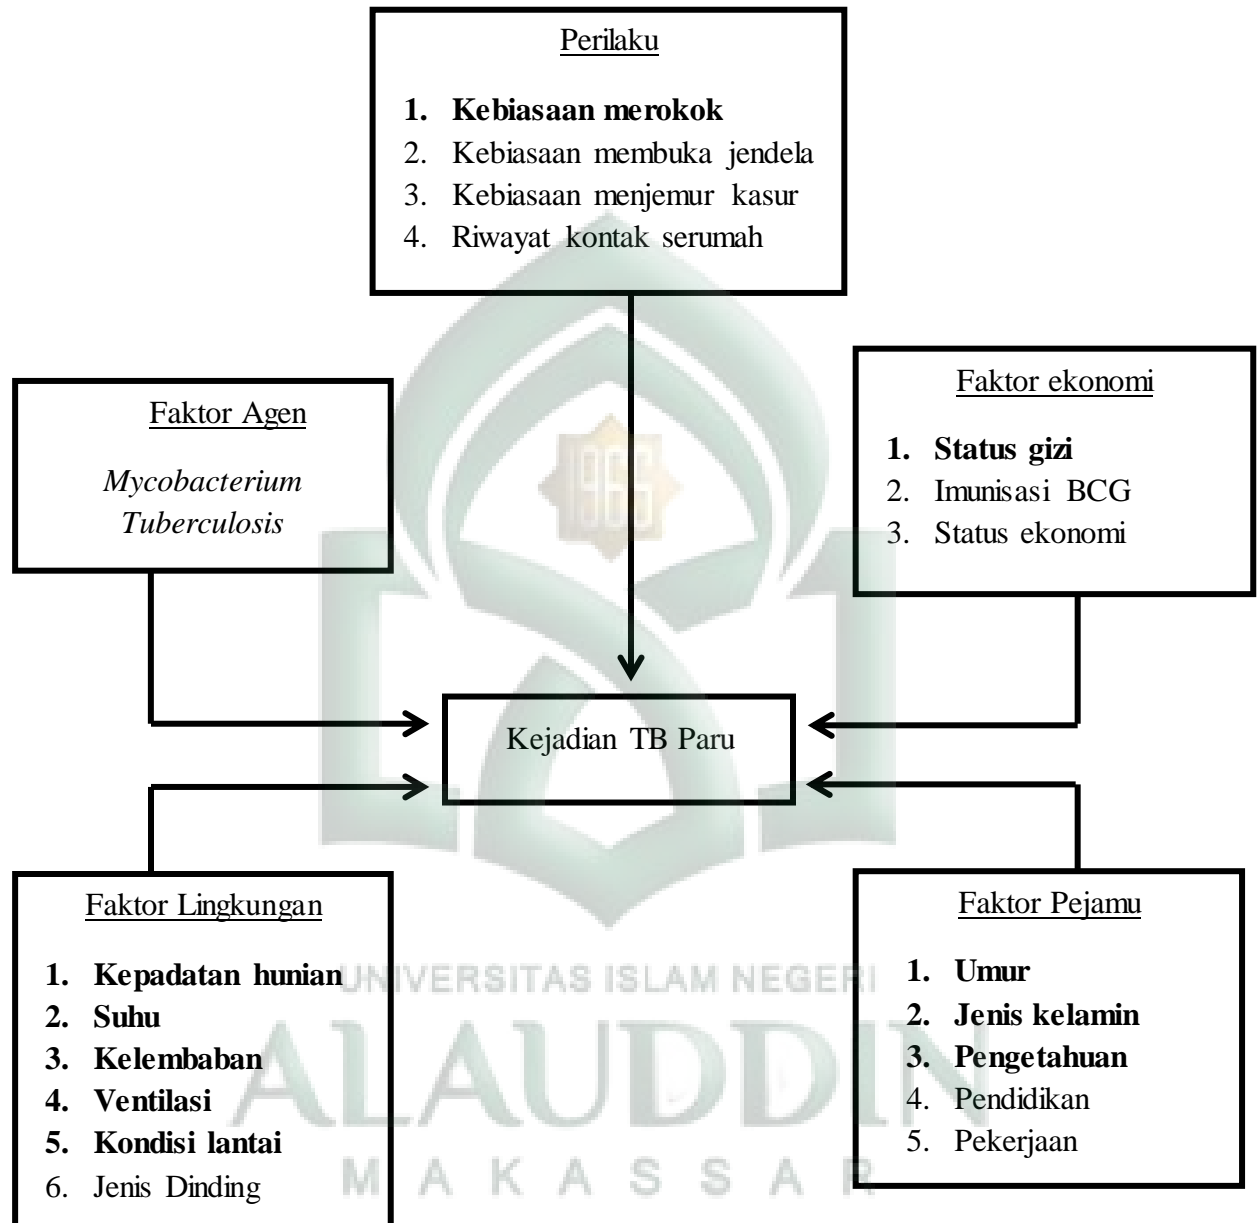 Perilaku
1. Kebiasaan merokok
2. Kebiasaan membuka jendela
3. Kebiasaan menjemur kasur
4. Riwayat kontak serumah
Faktor Agen
Mycobacterium
Tuberculosis
Faktor ekonomi
1. Status gizi
2. Imunisasi BCG
3. Status ekonomi
1965
Kejadian TB Paru
Faktor Lingkungan
1. Kepadatan hunian
2. Suhu
3. Kelembaban
4. Ventilasi
5. Kondisi lantai
6. Jenis Dinding
Faktor Pejamu
1. Umur
2. Jenis kelamin
3. Pengetahuan
4. Pendidikan
5. Pekerjaan
UNIVERSITAS ISLAM NEGERI
ALAUDDIN
MAKASSAR